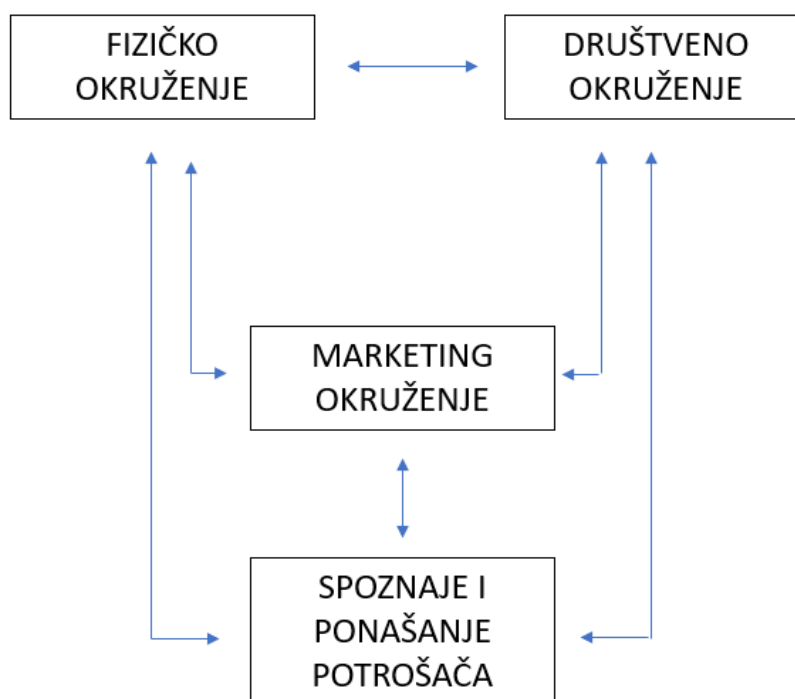 FIZIČKO
OKRUŽENJE
DRUŠTVENO
OKRUŽENJE
MARKETING
OKRUŽENJE
SPOZNAJE I
PONAŠANJE
POTROŠAČA